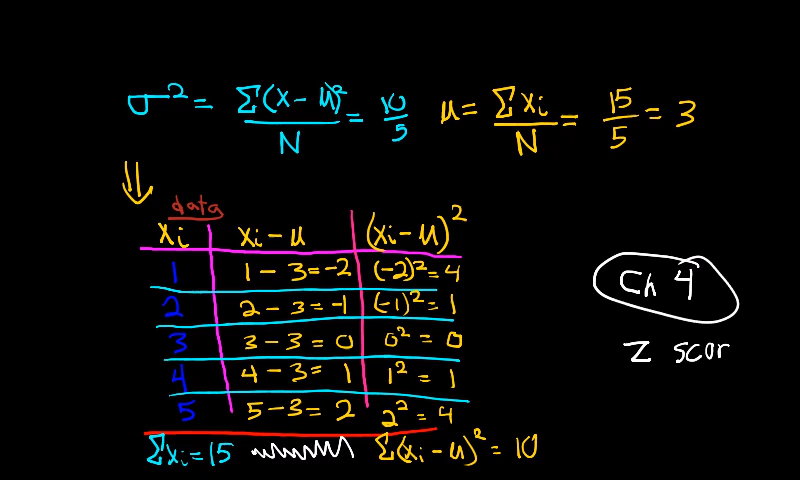 σ² = Σ(x - μ)² / N = 10/5   μ = Σxi / N = 15/5 = 3
data
xi   xi - μ   (xi - μ)²
1   1 - 3 = -2   (-2)² = 4
2   2 - 3 = -1   (-1)² = 1
3   3 - 3 = 0   0² = 0
4   4 - 3 = 1   1² = 1
5   5 - 3 = 2   2² = 4
Σxi = 15   Σ(xi - μ)² = 10
Ch 4
Z scor